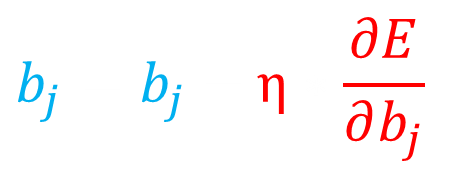 b_j b_j η ∂E/∂b_j